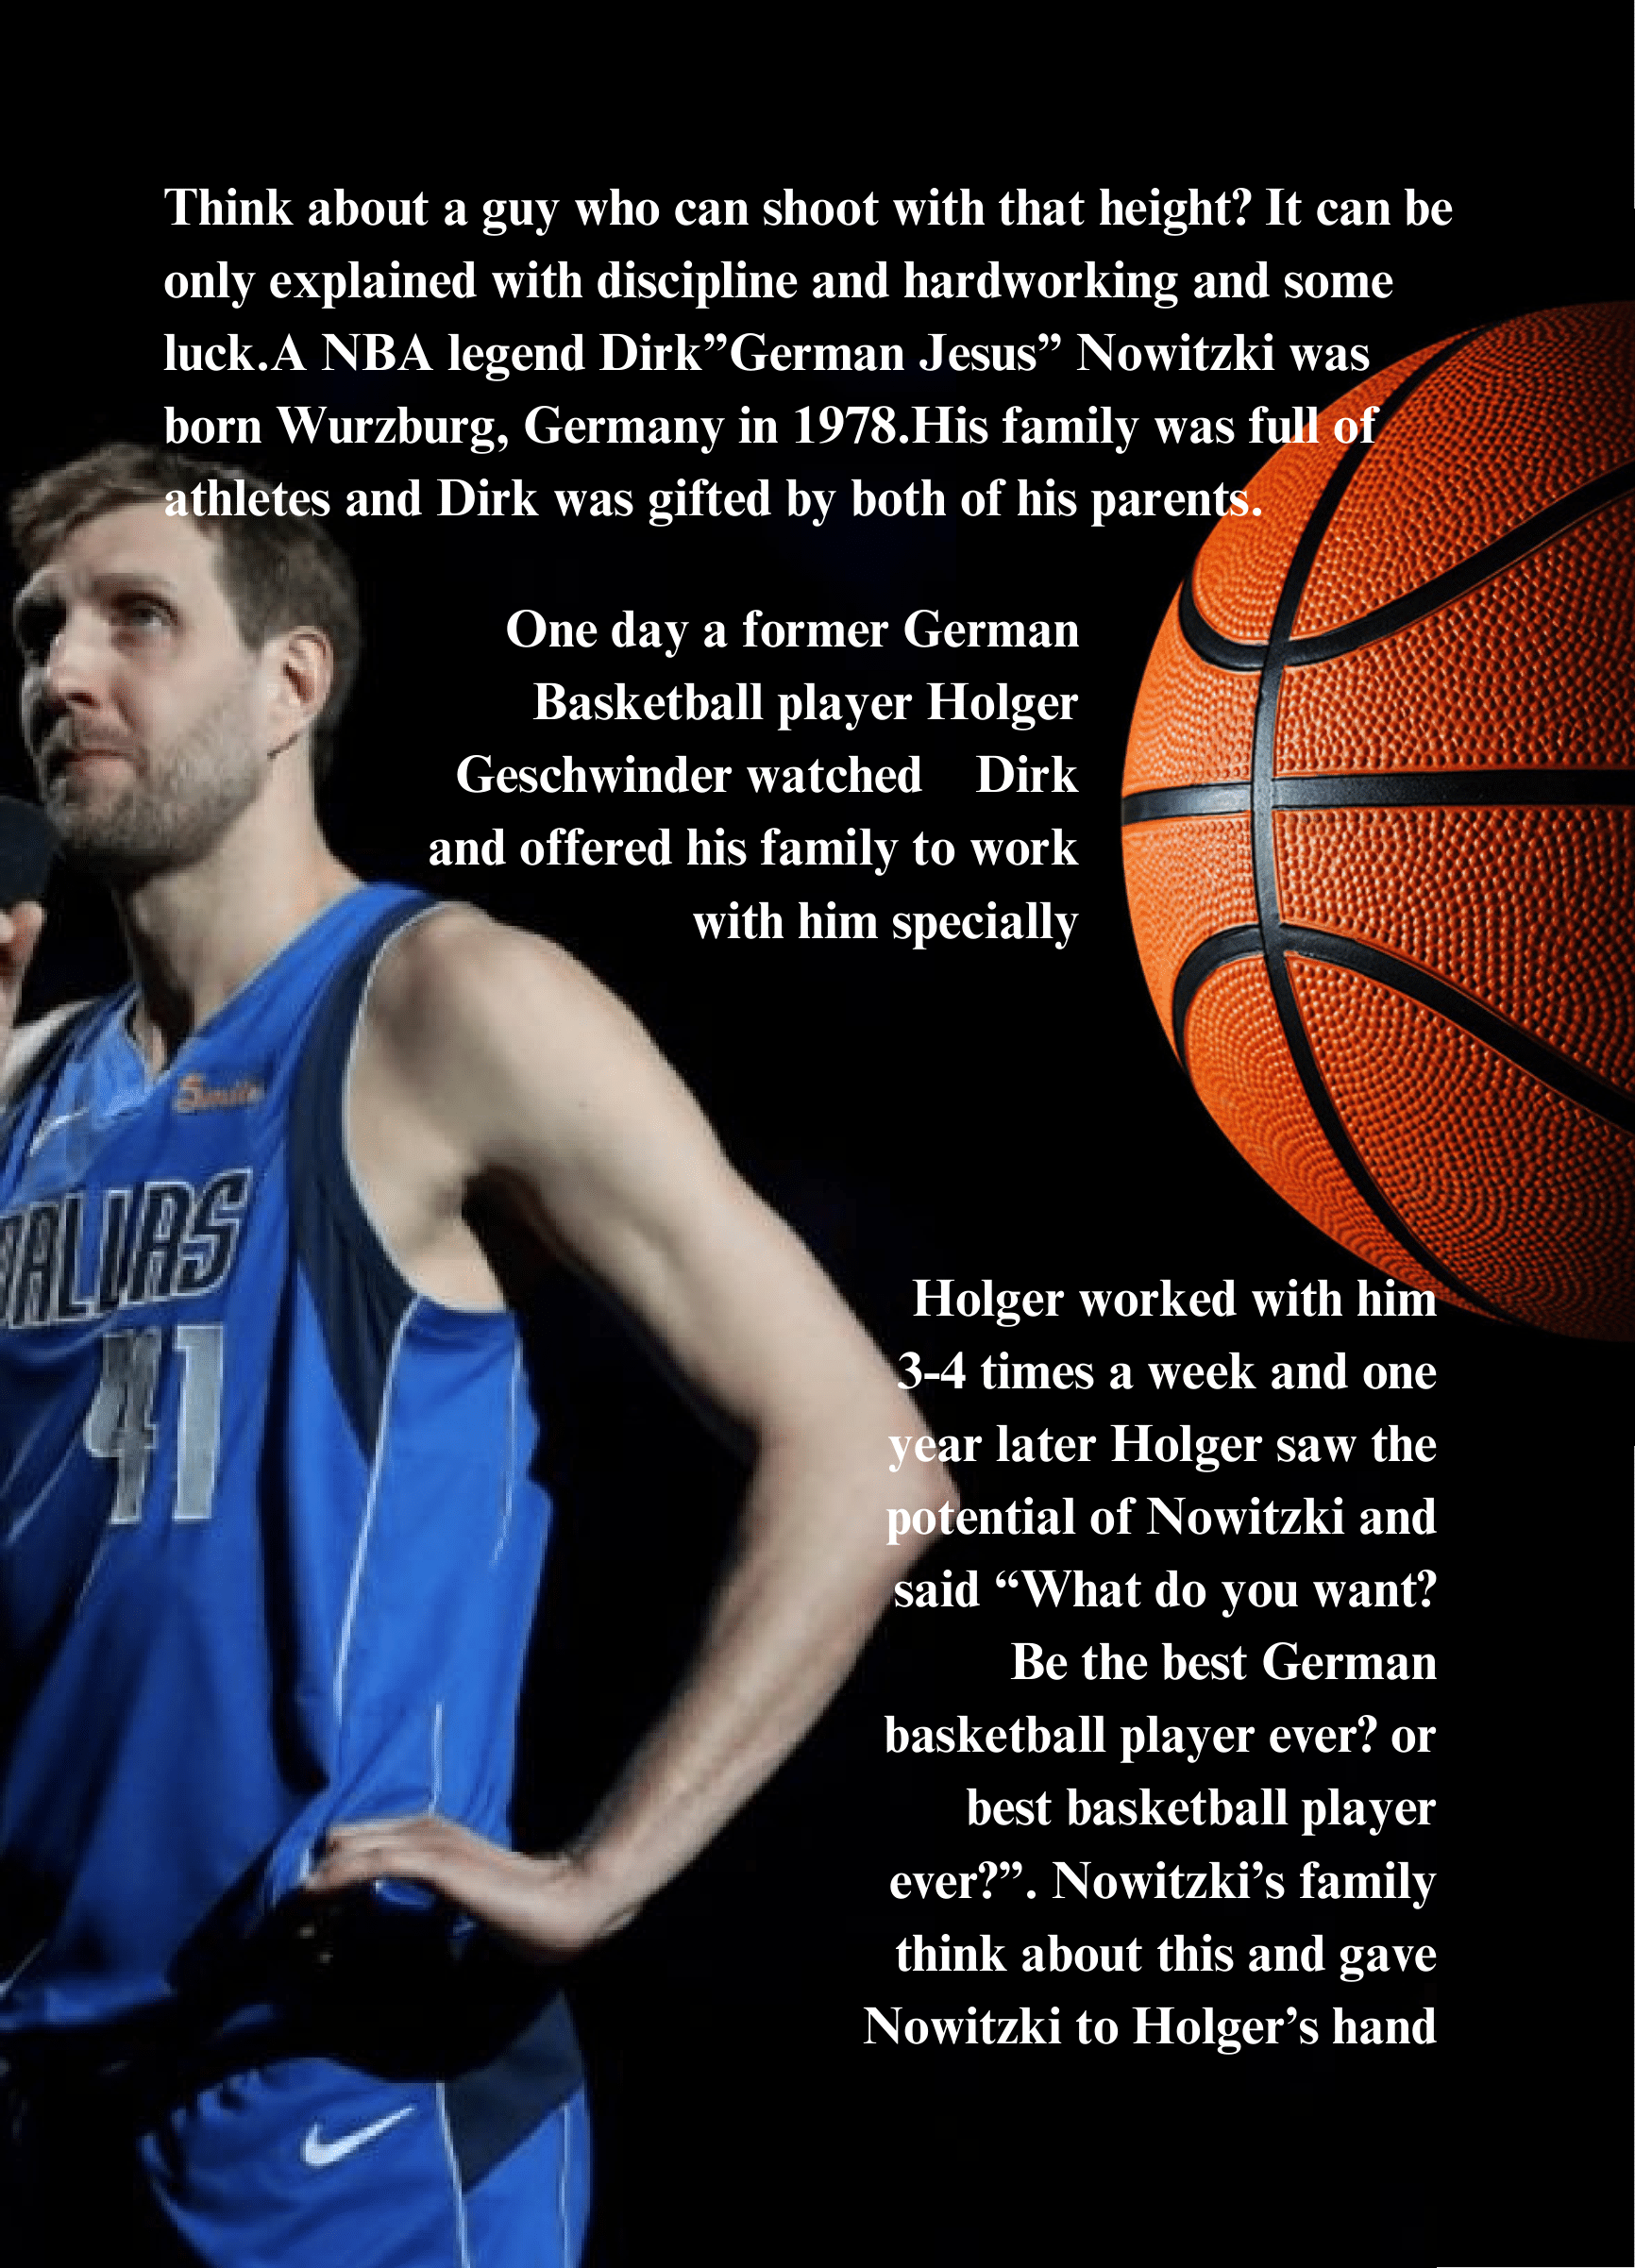 Think about a guy who can shoot with that height? It can be
only explained with discipline and hardworking and some
luck.A NBA legend Dirk”German Jesus” Nowitzki was
born Wurzburg, Germany in 1978.His family was full of
athletes and Dirk was gifted by both of his parents.
One day a former German
Basketball player Holger
Geschwinder watched Dirk
and offered his family to work
with him specially
Holger worked with him
3-4 times a week and one
year later Holger saw the
potential of Nowitzki and
said “What do you want?
Be the best German
basketball player ever? or
best basketball player
ever?”. Nowitzki’s family
think about this and gave
Nowitzki to Holger’s hand
DALLAS
41